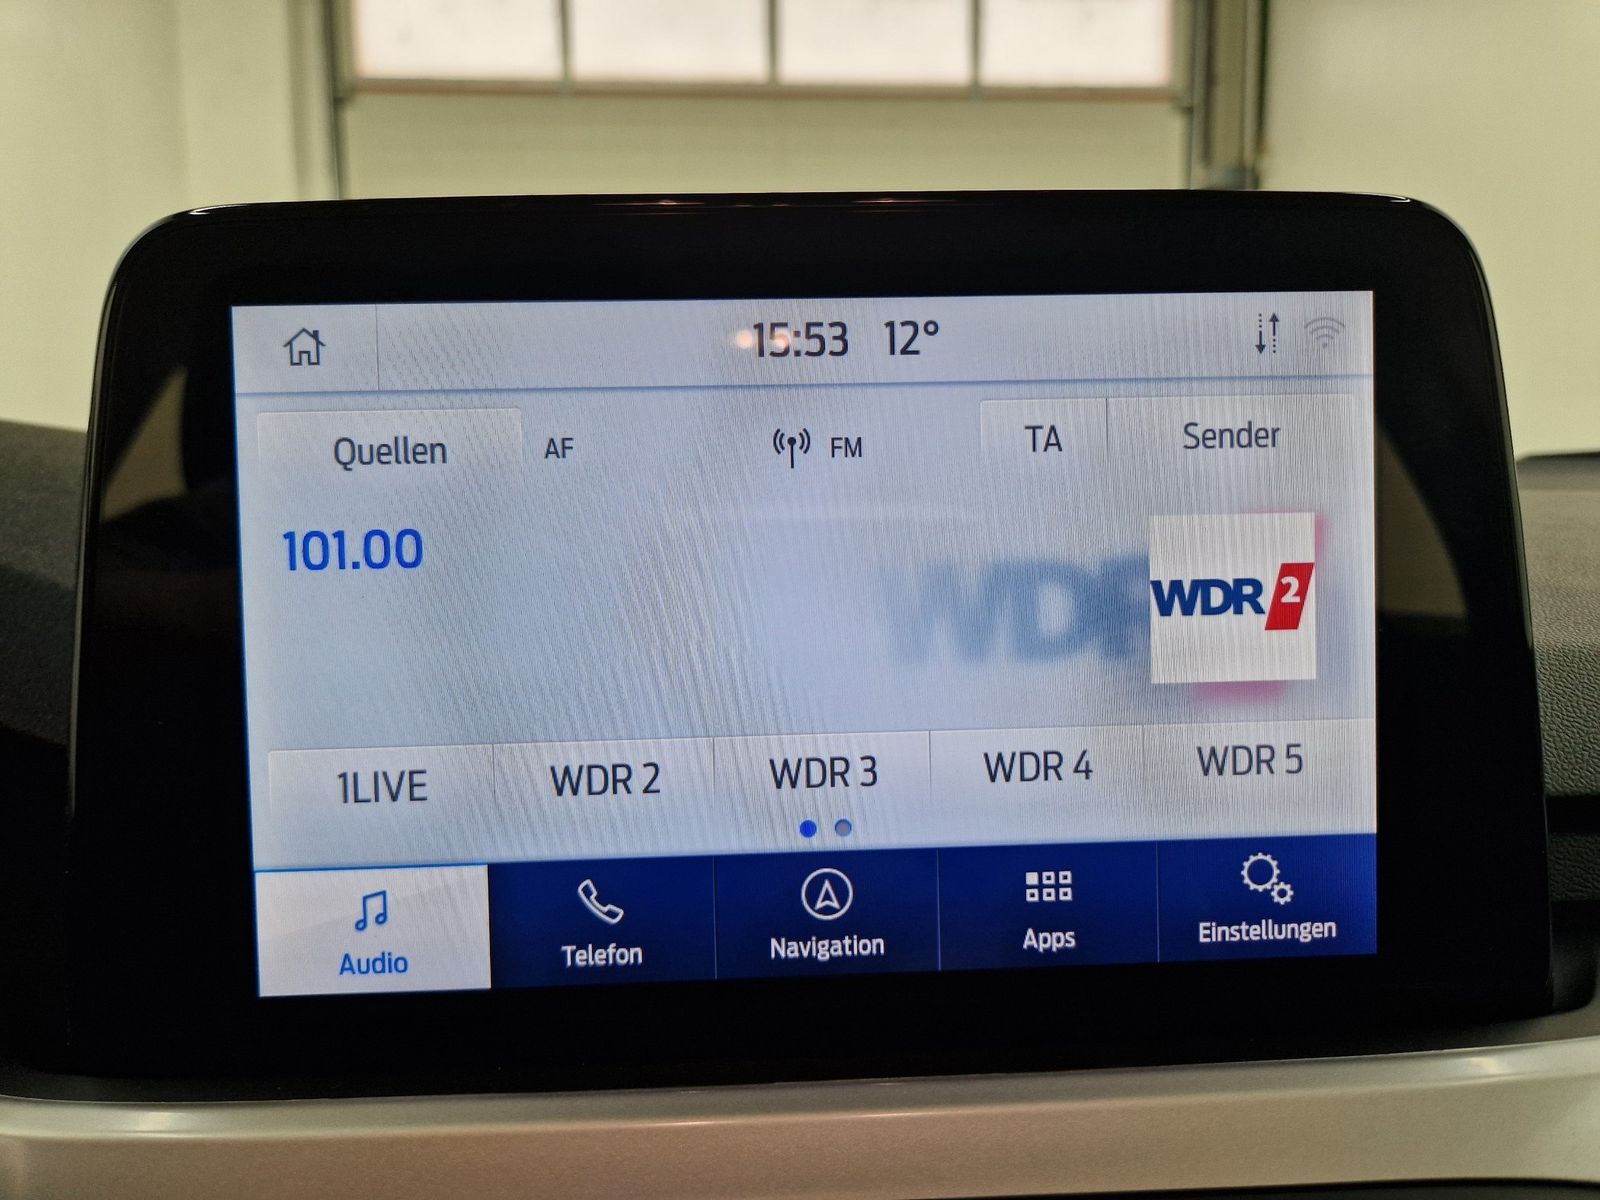 15:53 12°
Quellen AF FM TA Sender
101.00
WDR 2
1LIVE WDR 2 WDR 3 WDR 4 WDR 5
Audio Telefon Navigation Apps Einstellungen